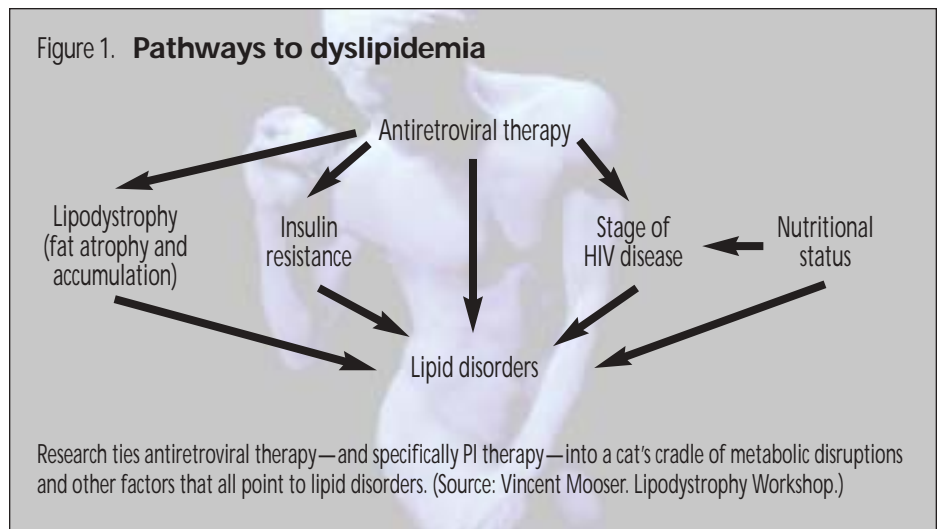 Figure 1. Pathways to dyslipidemia
Antiretroviral therapy
Lipodystrophy
(fat atrophy and
accumulation)
Insulin
resistance
Stage of
HIV disease
Nutritional
status
Lipid disorders
Research ties antiretroviral therapy—and specifically PI therapy—into a cat’s cradle of metabolic disruptions
and other factors that all point to lipid disorders. (Source: Vincent Mooser. Lipodystrophy Workshop.)